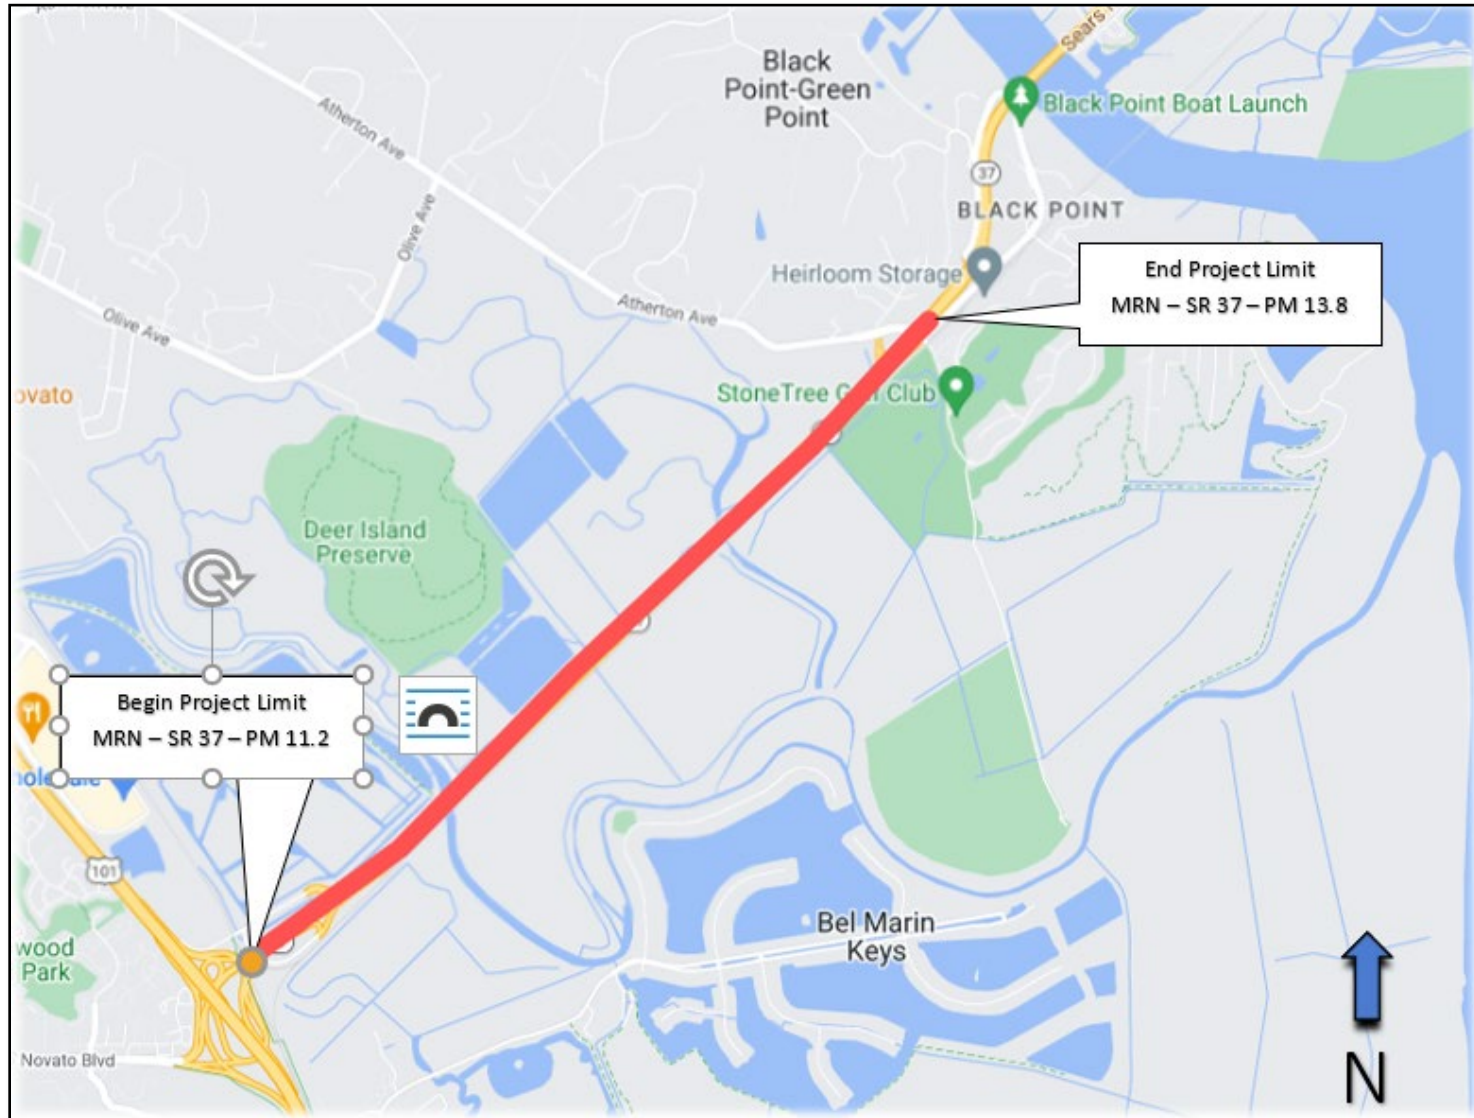 Black
Point-Green
Point
Sears
Black Point Boat Launch
Atherton Ave
37
BLACK POINT
Olive Ave
Heirloom Storage
End Project Limit
MRN – SR 37 – PM 13.8
Atherton Ave
Olive Ave
ovato
StoneTree G lf Club
Deer Island
Preserve
Begin Project Limit
MRN – SR 37 – PM 11.2
101
wood
Park
Bel Marin
Keys
Novato Blvd
N